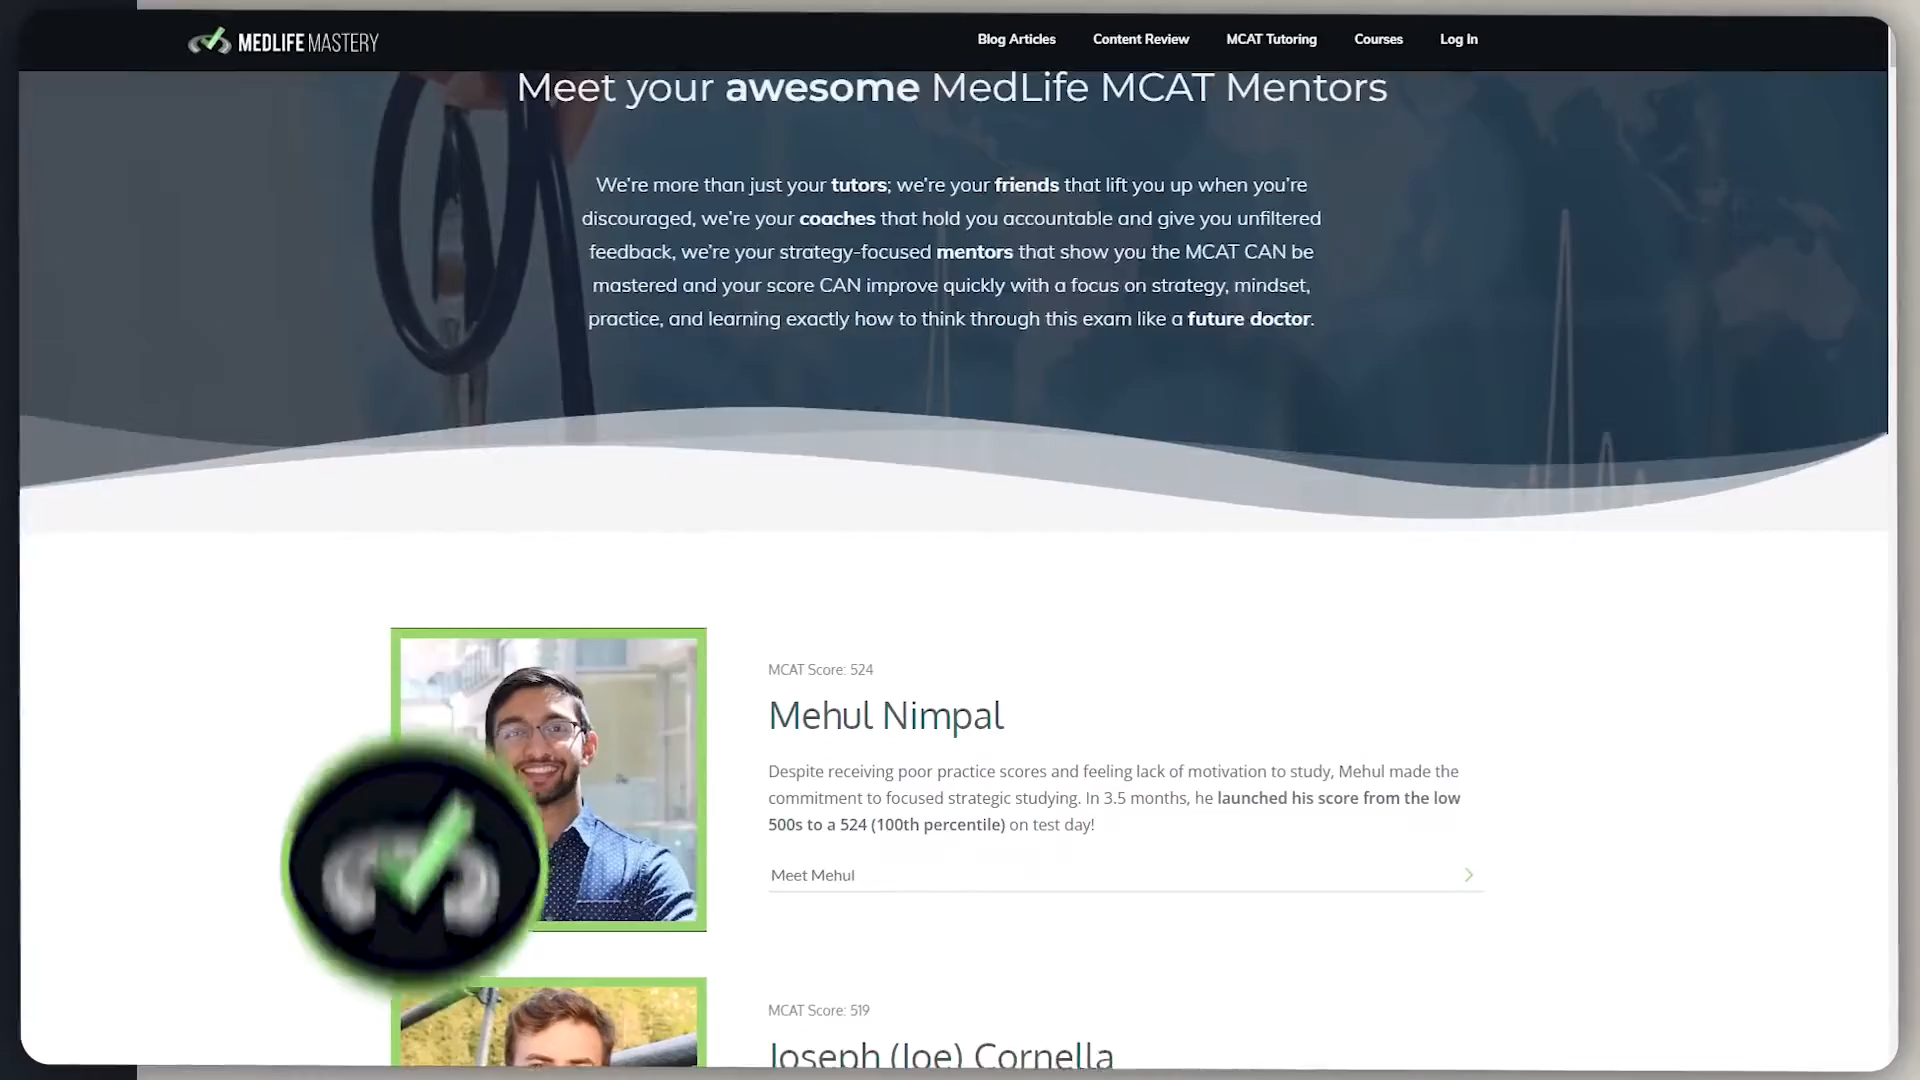 MEDLIFE MASTERY
Blog Articles
Content Review
MCAT Tutoring
Courses
Log In
Meet your awesome MedLife MCAT Mentors
We're more than just your tutors; we're your friends that lift you up when you're
discouraged, we're your coaches that hold you accountable and give you unfiltered
feedback, we're your strategy-focused mentors that show you the MCAT CAN be
mastered and your score CAN improve quickly with a focus on strategy, mindset,
practice, and learning exactly how to think through this exam like a future doctor.
MCAT Score: 524
Mehul Nimpal
Despite receiving poor practice scores and feeling lack of motivation to study, Mehul made the
commitment to focused strategic studying. In 3.5 months, he launched his score from the low
500s to a 524 (100th percentile) on test day!
Meet Mehul
MCAT Score: 519
Joseph (Joe) Cornella